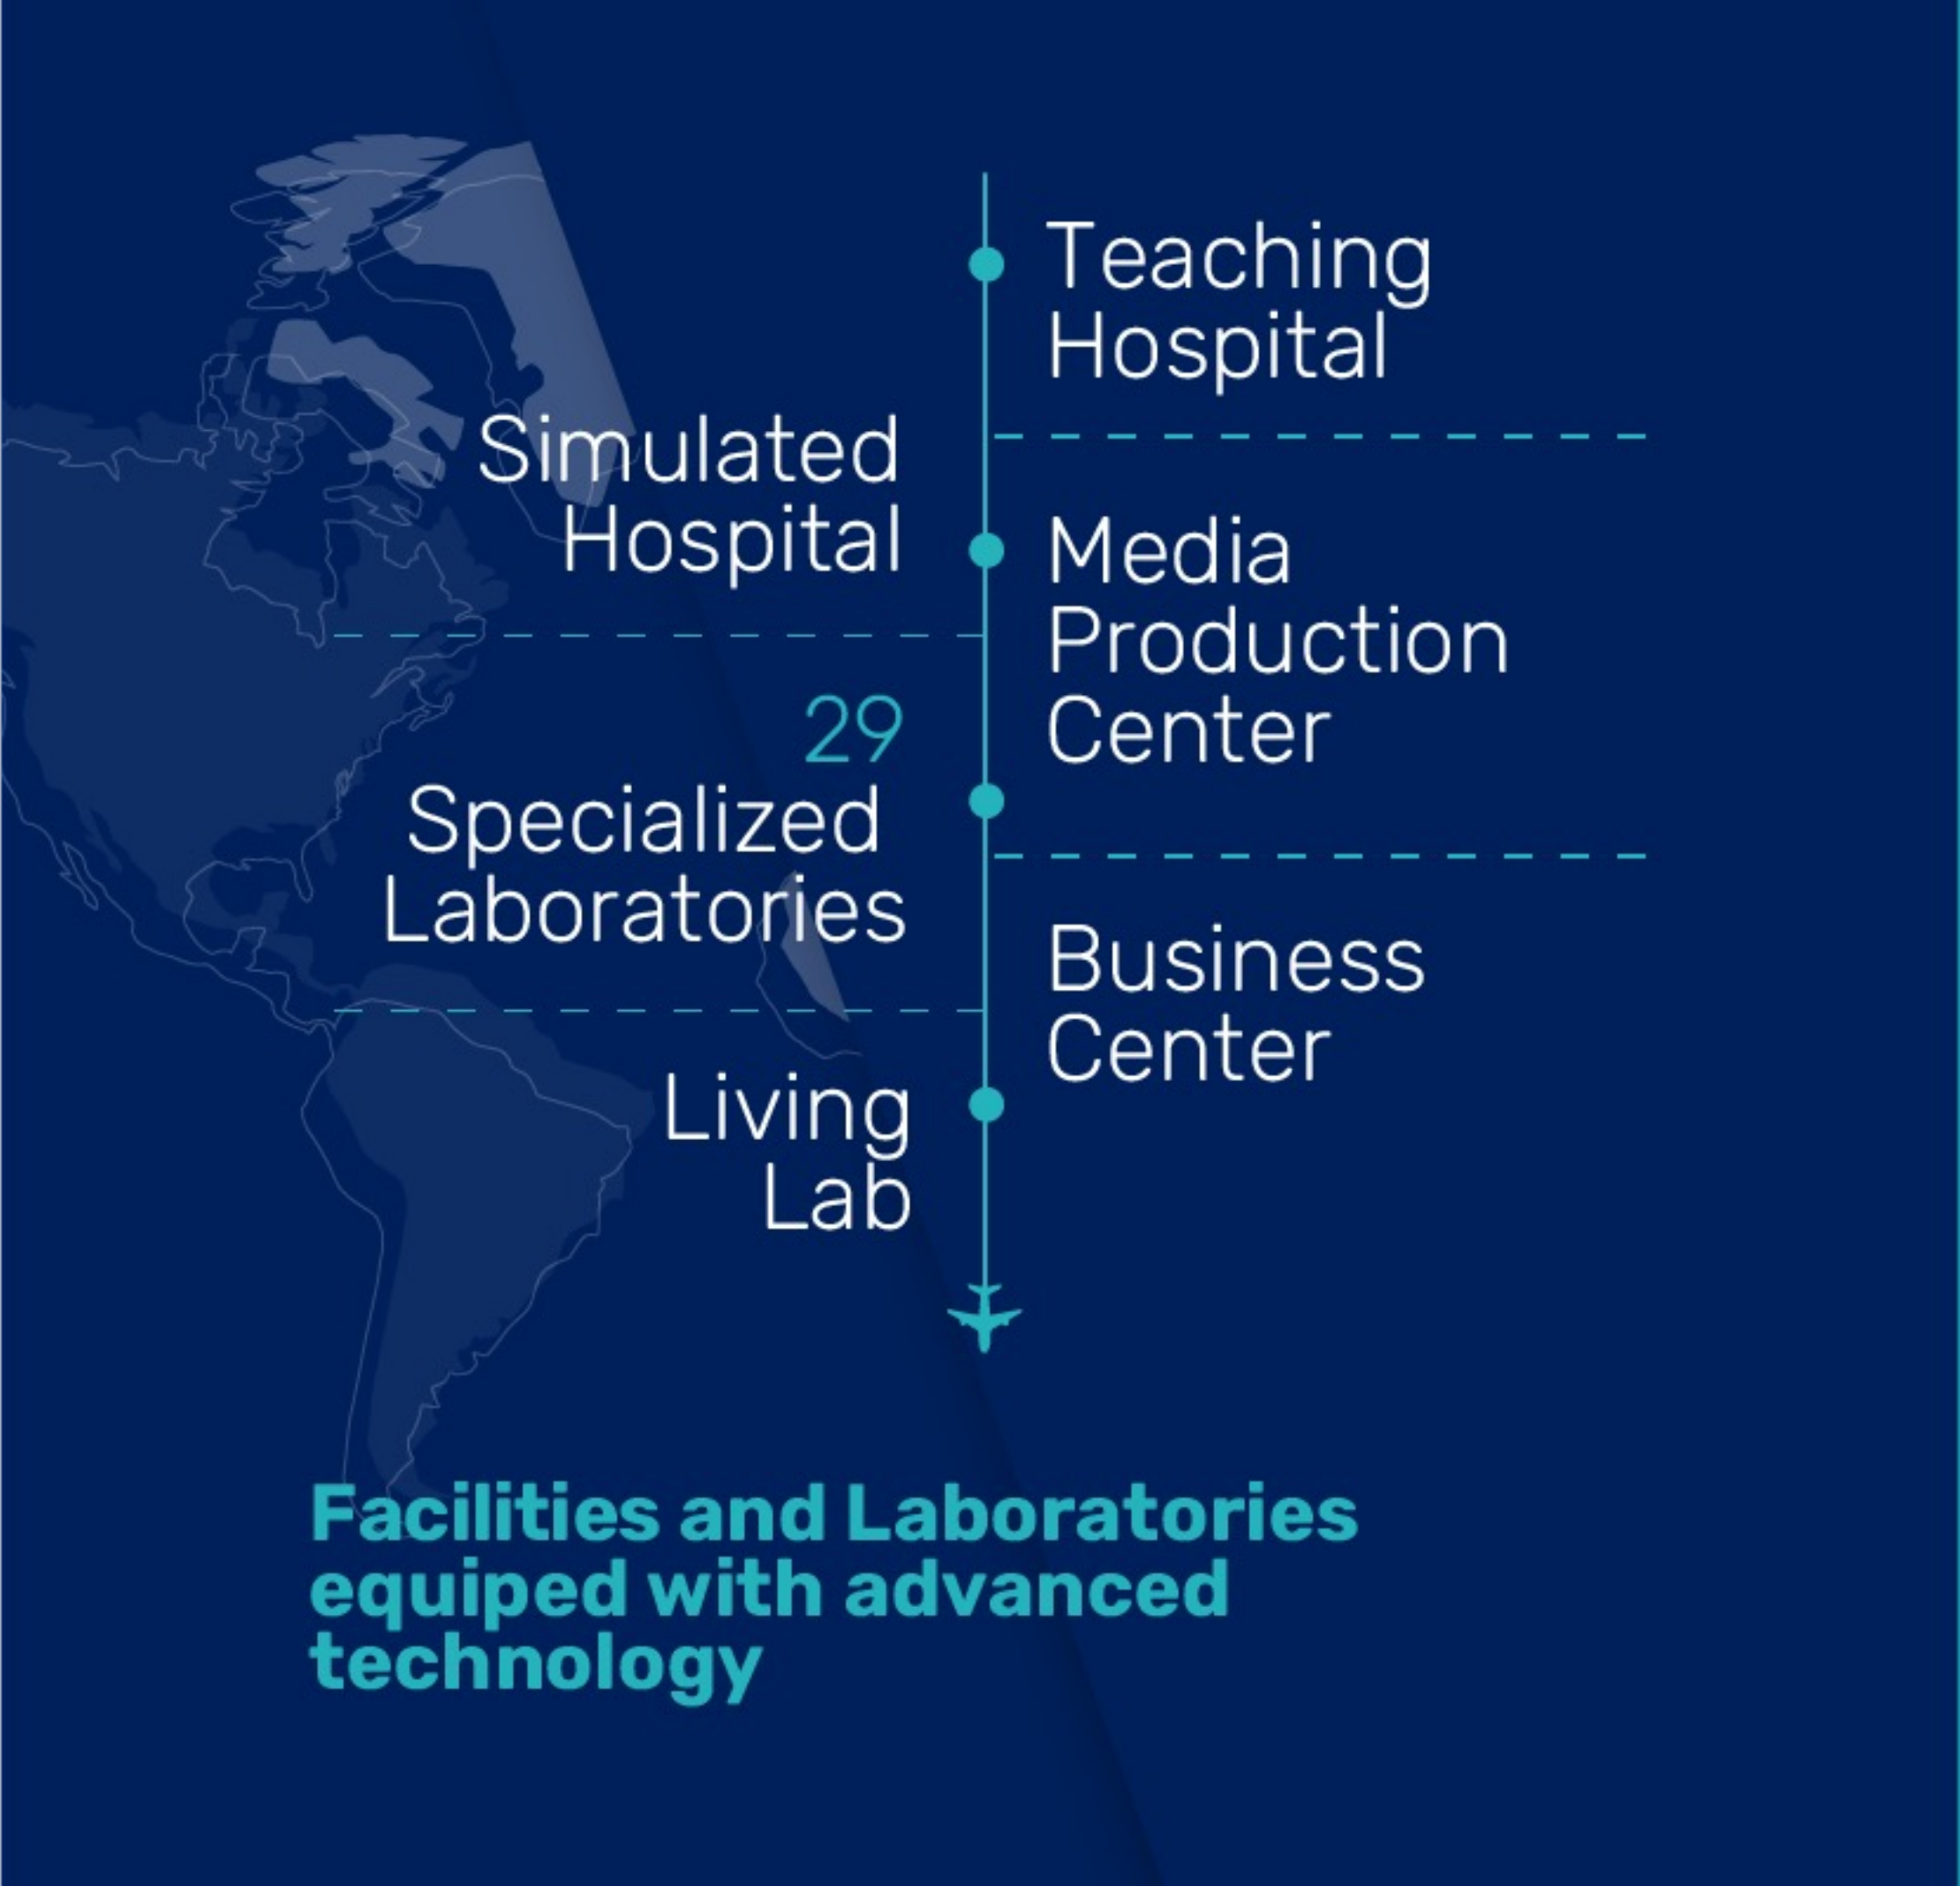 Teaching
Hospital
Simulated
Hospital
Media
Production
Center
29
Specialized
Laboratories
Business
Center
Living
Lab
Facilities and Laboratories
equiped with advanced
technology